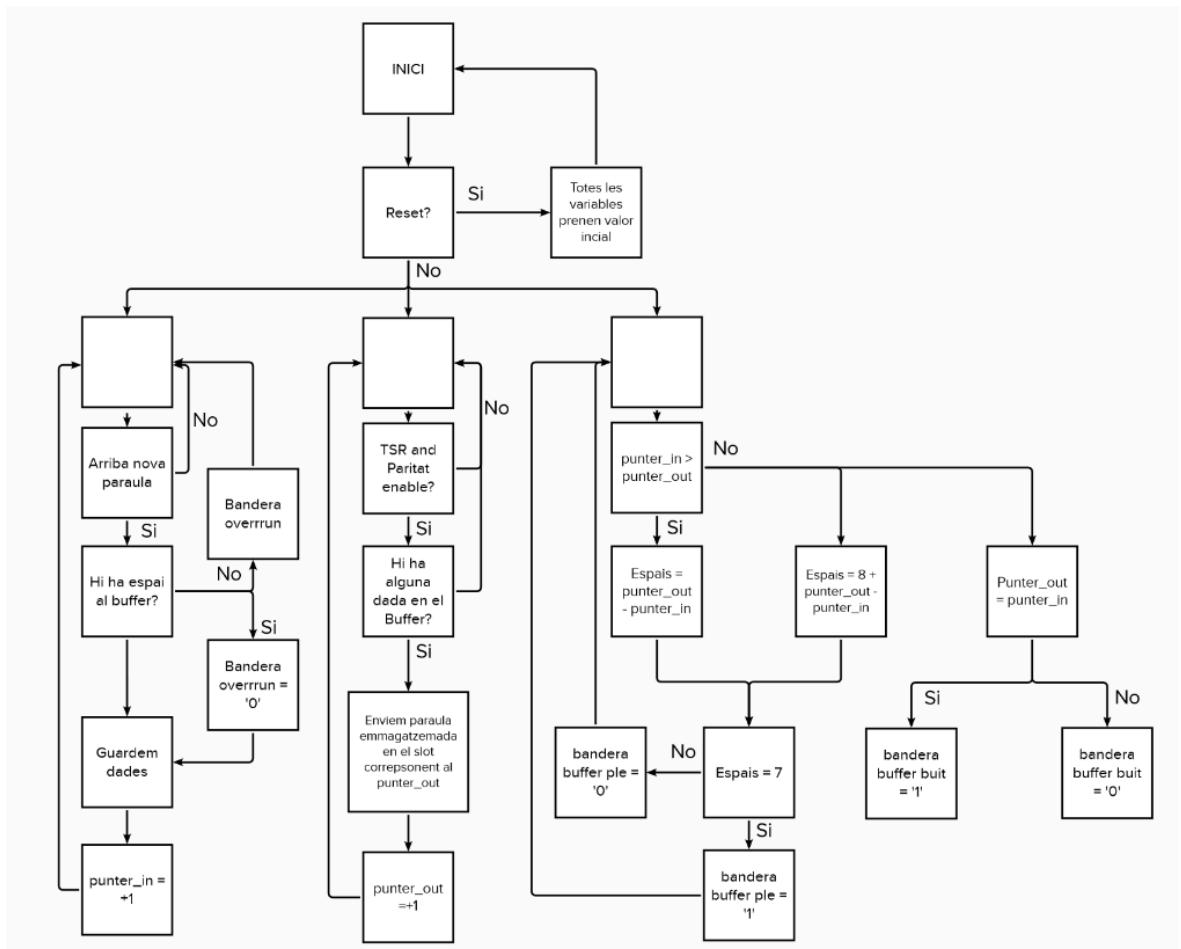 INICI
Reset?
Si
Totes les
variables
prenen valor
incial
No
Arriba nova
paraula
No
Si
Bandera
overrrun
Hi ha espai
al buffer?
No
Si
Bandera
overrrun =
'0'
Guardem
dades
punter_in =
+1
TSR and
Paritat
enable?
No
Si
Hi ha
alguna
dada en el
Buffer?
Si
Enviem paraula
emmagatzemada
en el slot
correpsonent al
punter_out
punter_out
=+1
punter_in >
punter_out
No
Si
Espais =
punter_out
- punter_in
Espais = 8 +
punter_out -
punter_in
Punter_out
= punter_in
Si
No
bandera
buffer ple =
'0'
No
Espais = 7
bandera
buffer buit
= '1'
bandera
buffer buit
= '0'
Si
bandera
buffer ple =
'1'